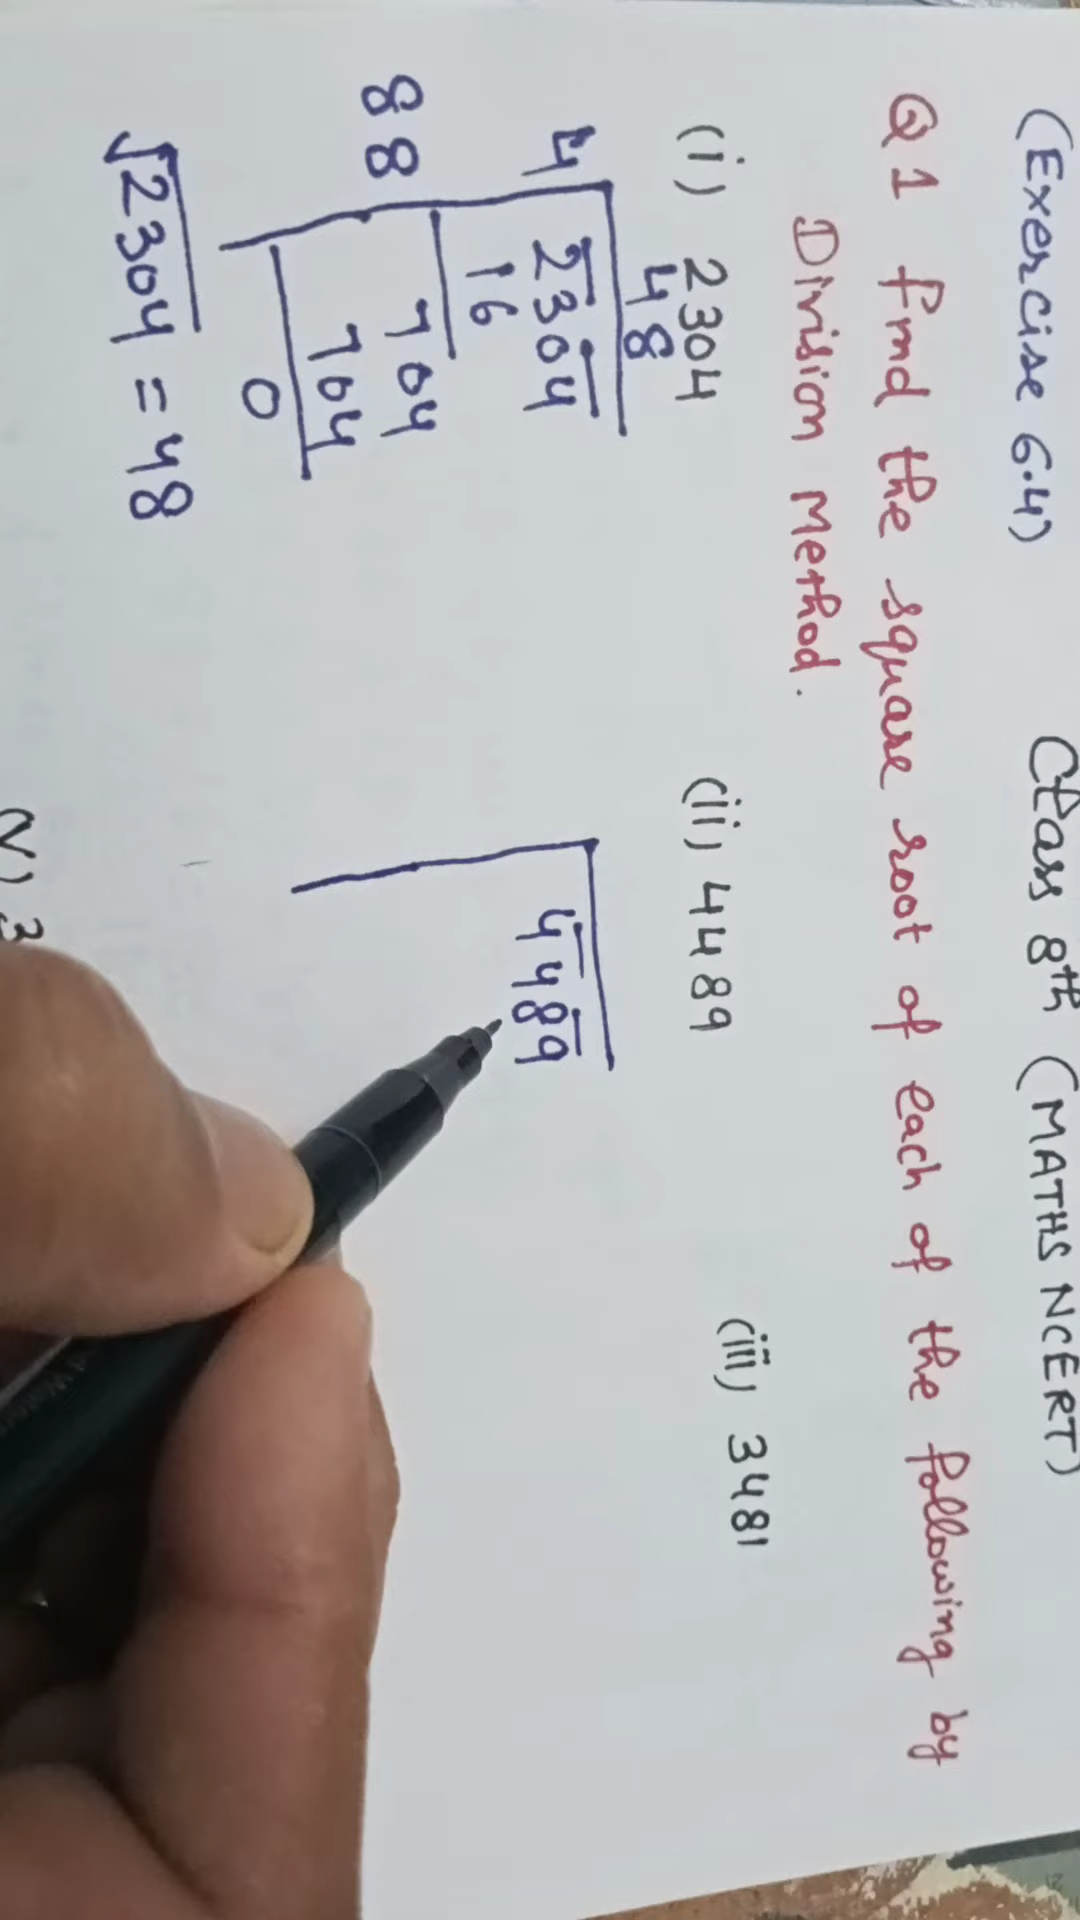 (Exercise 6.4) Class 8th (MATHS NCERT)
Q1 find the square root of each of the following by
Division Method.
(i) 2304 (ii) 4489 (iii) 3481
48
4 2304 4489
16
88 704
704
0
√2304 = 48
(V) 3